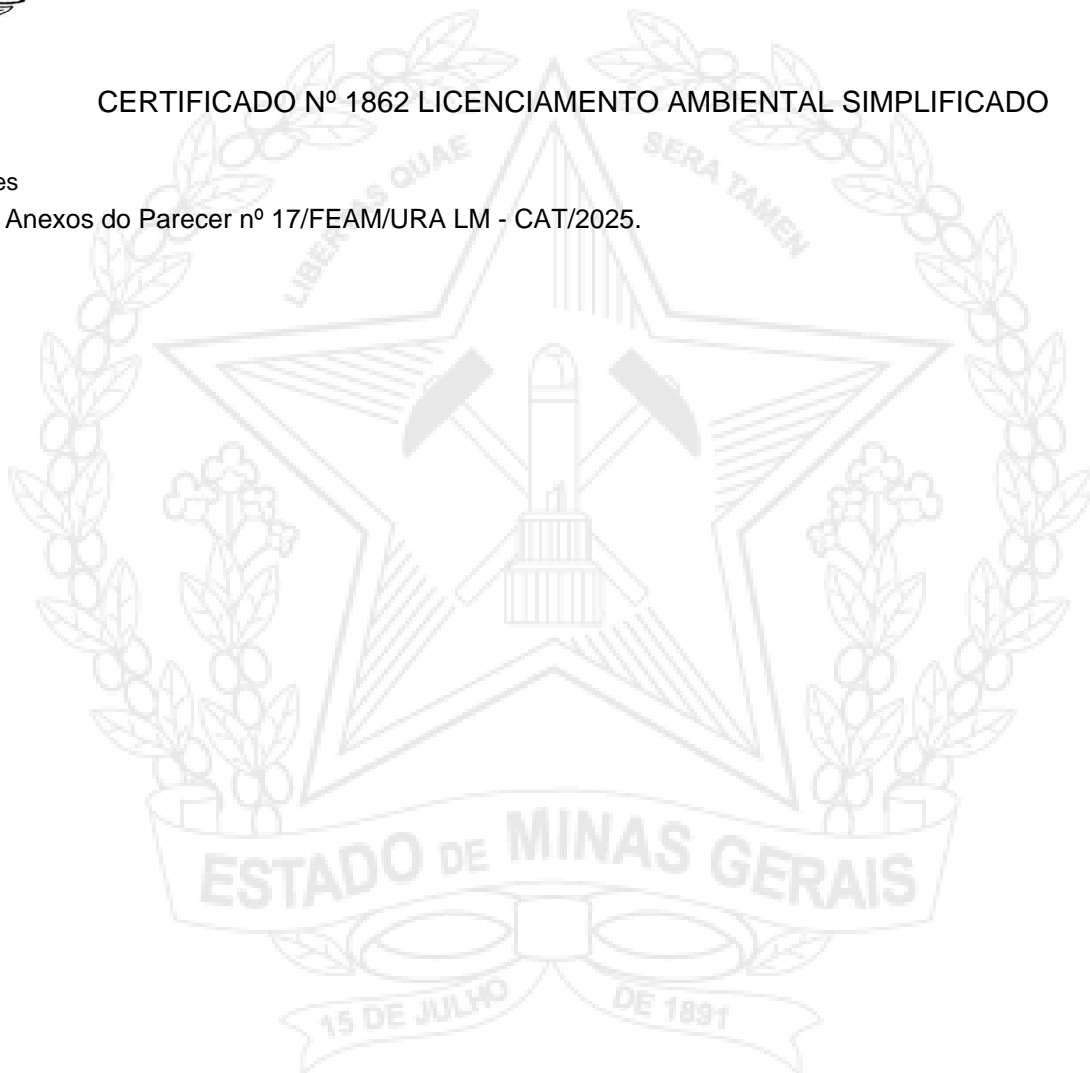 CERTIFICADO Nº 1862 LICENCIAMENTO AMBIENTAL SIMPLIFICADO
es
Anexos do Parecer nº 17/FEAM/URA LM - CAT/2025.
LIBERTAS QUAE SERA TAMEN
ESTADO DE MINAS GERAIS
15 DE JULHO DE 1891